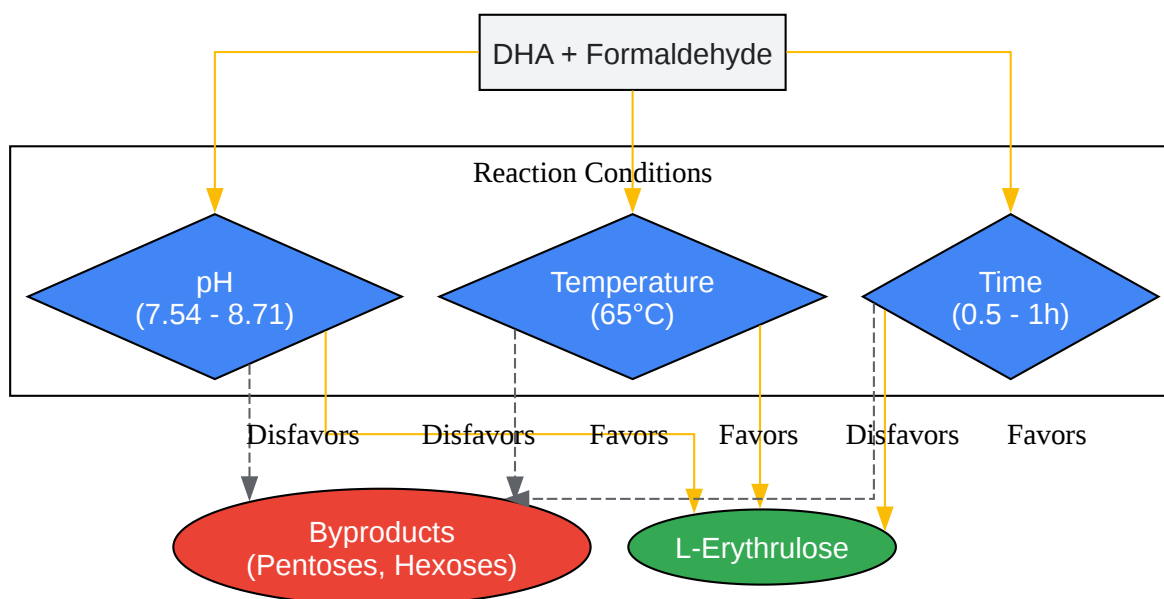 DHA + Formaldehyde
Reaction Conditions
pH
(7.54 - 8.71)
Temperature
(65°C)
Time
(0.5 - 1h)
Disfavors
Disfavors
Favors
Favors
Disfavors
Favors
Byproducts
(Pentoses, Hexoses)
L-Erythrulose